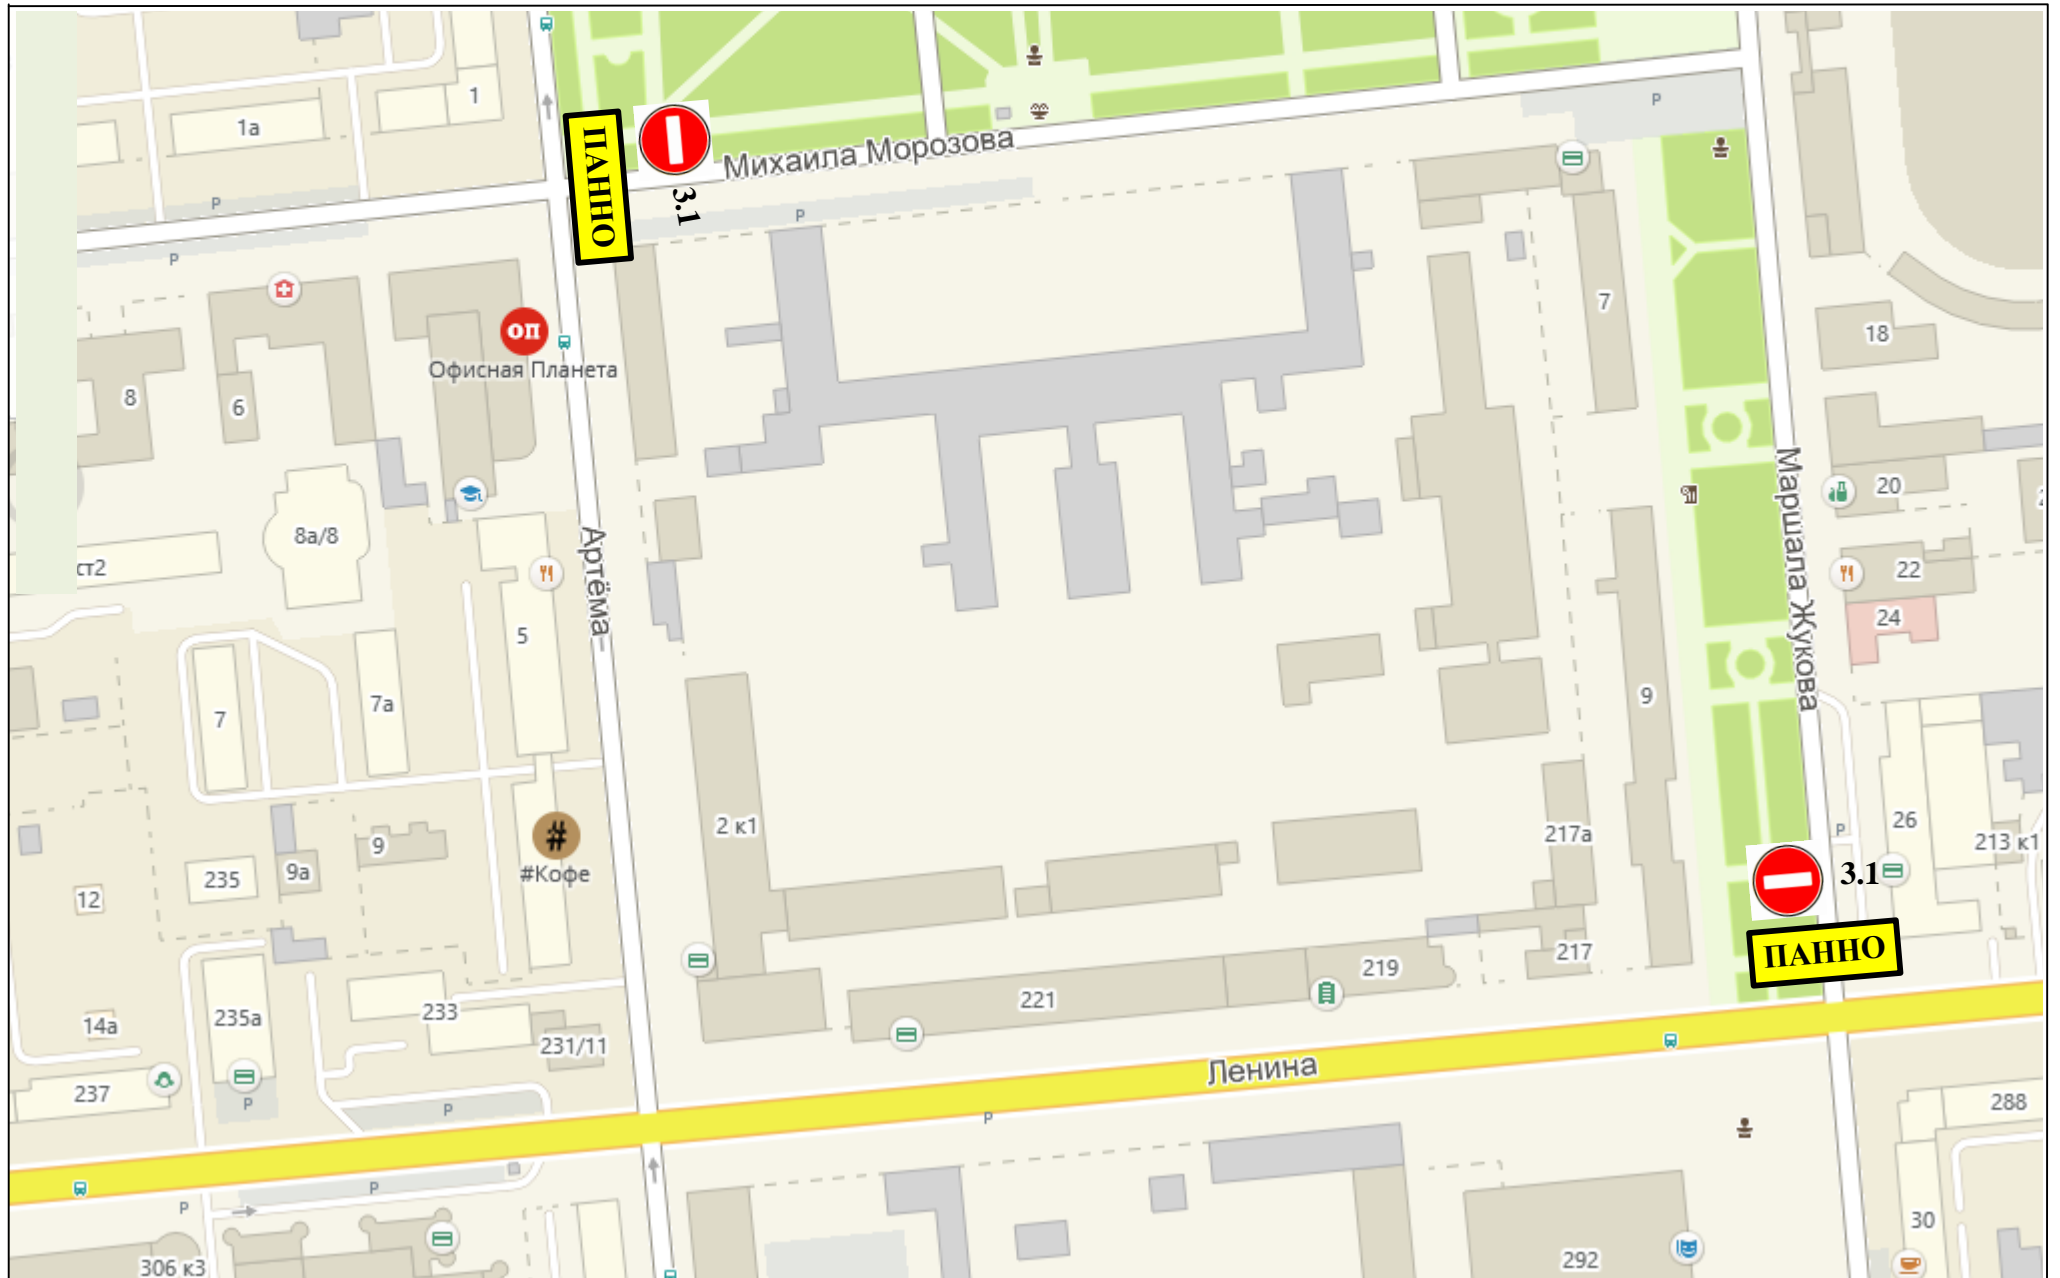 1
1а
P
ПАННО
3.1
Михаила Морозова
P
P
P
P
оп
Офисная Планета
8
6
8а/8
ст2
Артёма
5
7
7а
7
18
20
22
24
Маршала Жукова
9
2 к1
217а
26
P
213 к1
3.1
#
#Кофе
9
9а
235
12
ПАННО
217
219
221
233
235а
14а
231/11
237
P
P
Ленина
P
288
P
P
306 к3
292
30